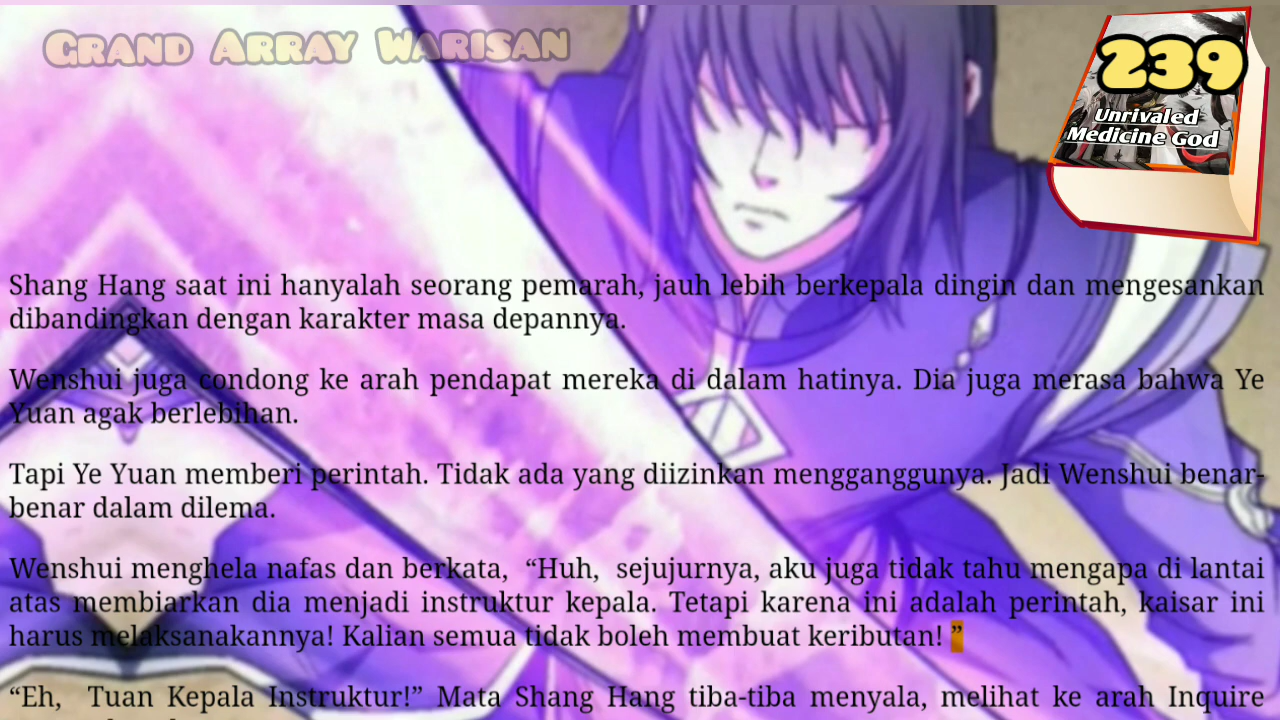 Grand Array Warisan
239
Unrivaled
Medicine God
Shang Hang saat ini hanyalah seorang pemarah, jauh lebih berkepala dingin dan mengesankan
dibandingkan dengan karakter masa depannya.
Wenshui juga condong ke arah pendapat mereka di dalam hatinya. Dia juga merasa bahwa Ye
Yuan agak berlebihan.
Tapi Ye Yuan memberi perintah. Tidak ada yang diizinkan mengganggunya. Jadi Wenshui benar-
benar dalam dilema.
Wenshui menghela nafas dan berkata, “Huh, sejujurnya, aku juga tidak tahu mengapa di lantai
atas membiarkan dia menjadi instruktur kepala. Tetapi karena ini adalah perintah, kaisar ini
harus melaksanakannya! Kalian semua tidak boleh membuat keributan! ”
“Eh, Tuan Kepala Instruktur!” Mata Shang Hang tiba-tiba menyala, melihat ke arah Inquire